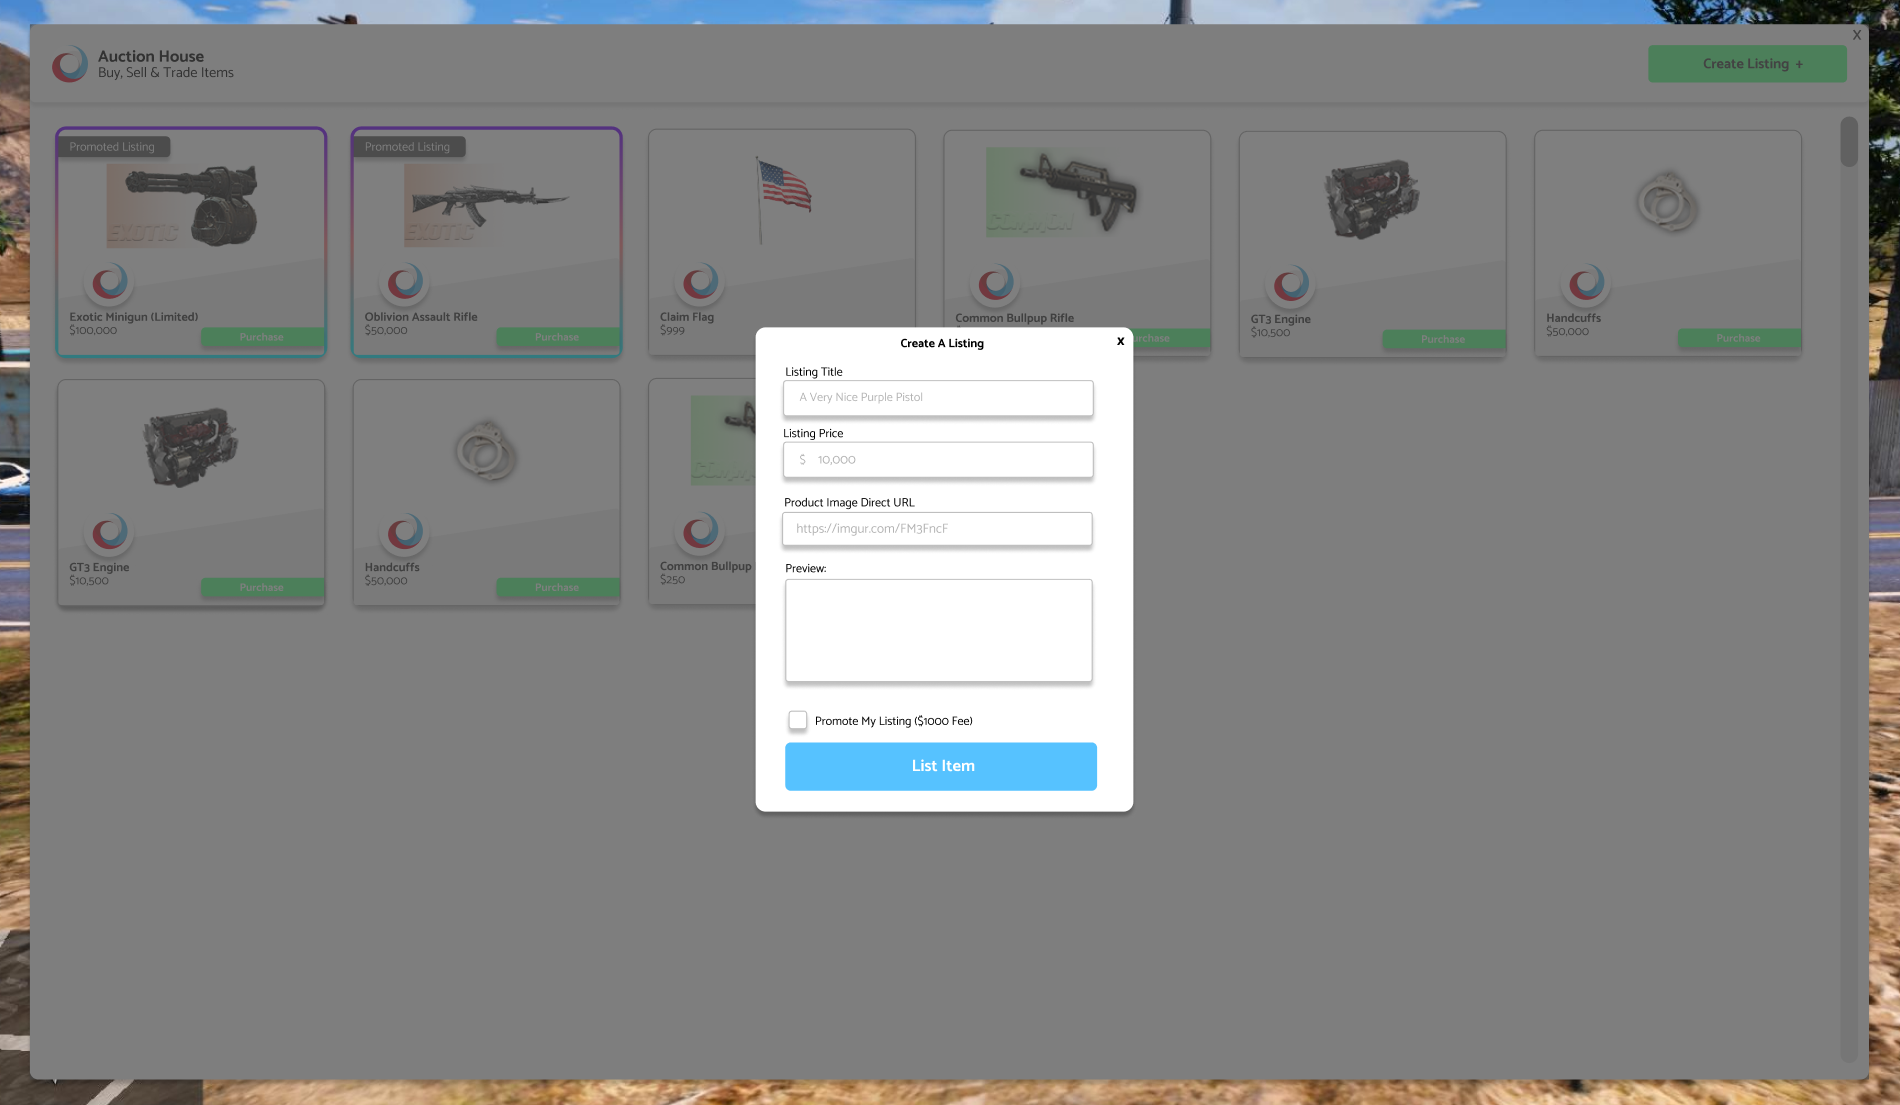 X
Auction House
Buy, Sell & Trade Items
Create Listing +
Promoted Listing
EXOTIC
Exotic Minigun (Limited)
$100,000
Purchase
Promoted Listing
EXOTIC
Oblivion Assault Rifle
$50,000
Purchase
Claim Flag
$999
COMMON
Common Bullpup Rifle
urchase
GT3 Engine
$10,500
Purchase
Handcuffs
$50,000
Purchase
GT3 Engine
$10,500
Purchase
Handcuffs
$50,000
Purchase
Common Bullpup
$250
Create A Listing
X
Listing Title
A Very Nice Purple Pistol
Listing Price
$ 10,000
Product Image Direct URL
https://imgur.com/FM3FncF
Preview:
Promote My Listing ($1000 Fee)
List Item